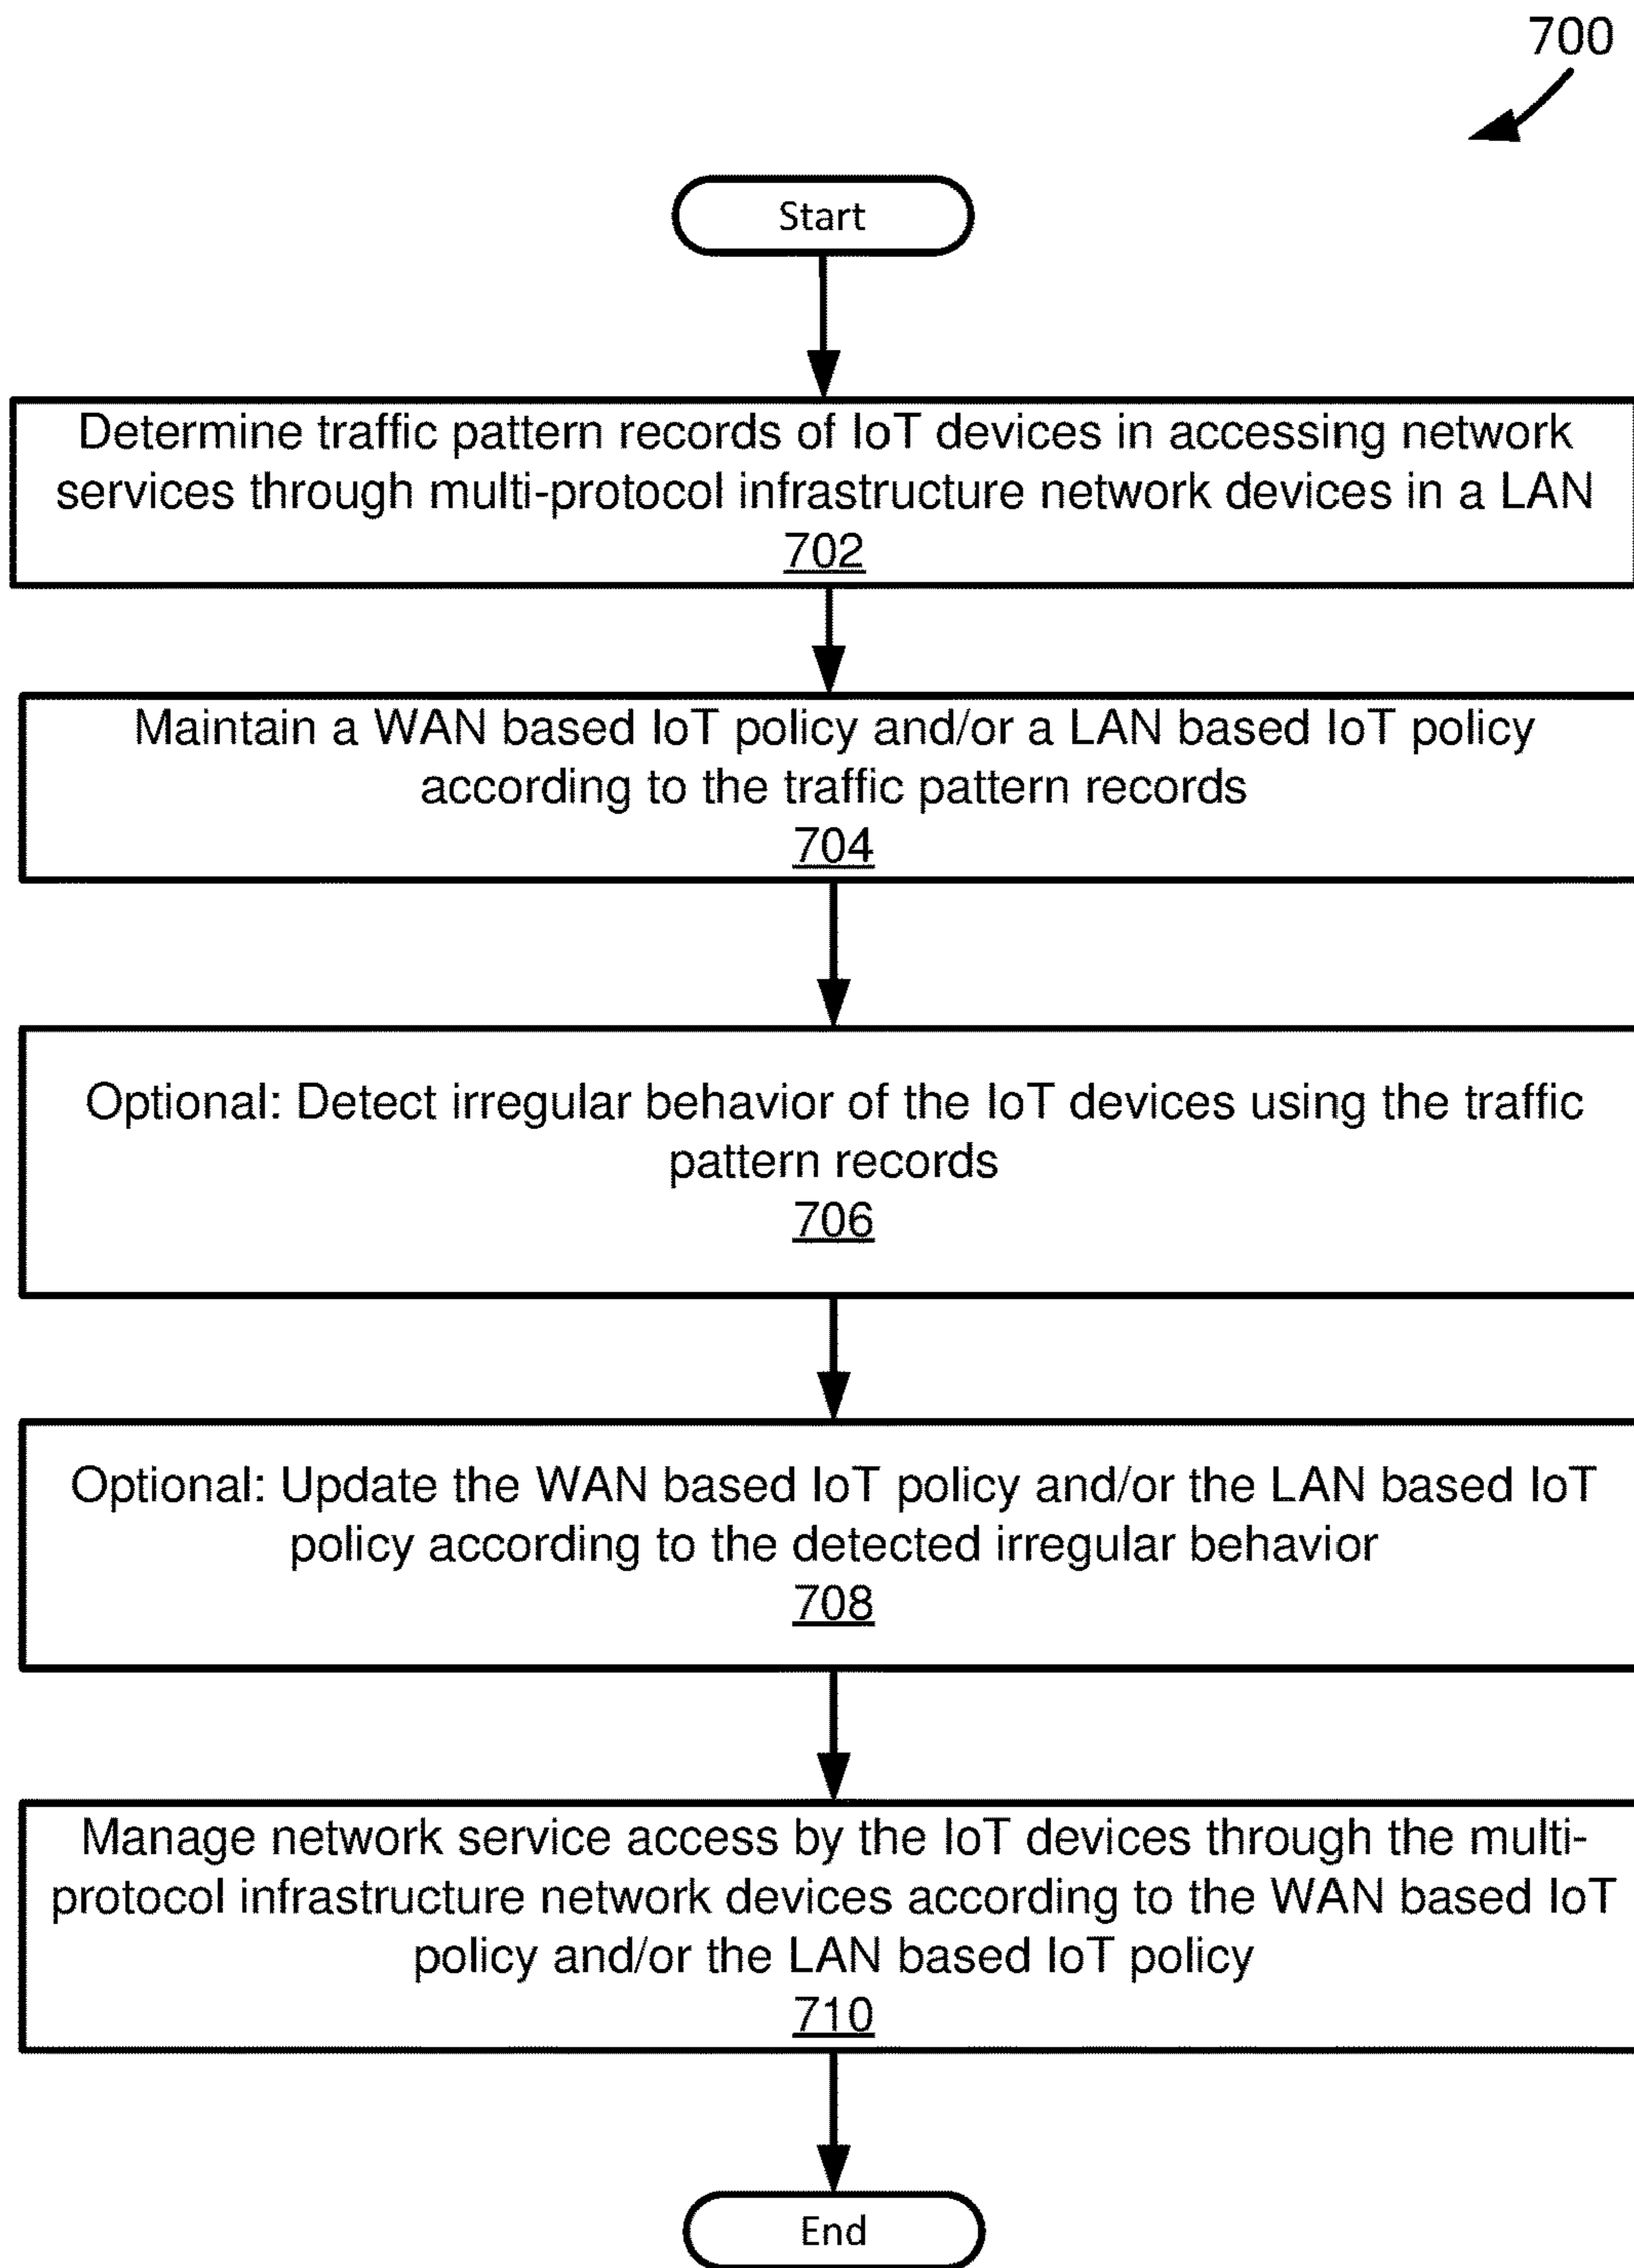 700
Start
Determine traffic pattern records of IoT devices in accessing network
services through multi-protocol infrastructure network devices in a LAN
702
Maintain a WAN based IoT policy and/or a LAN based IoT policy
according to the traffic pattern records
704
Optional: Detect irregular behavior of the IoT devices using the traffic
pattern records
706
Optional: Update the WAN based IoT policy and/or the LAN based IoT
policy according to the detected irregular behavior
708
Manage network service access by the IoT devices through the multi-
protocol infrastructure network devices according to the WAN based IoT
policy and/or the LAN based IoT policy
710
End